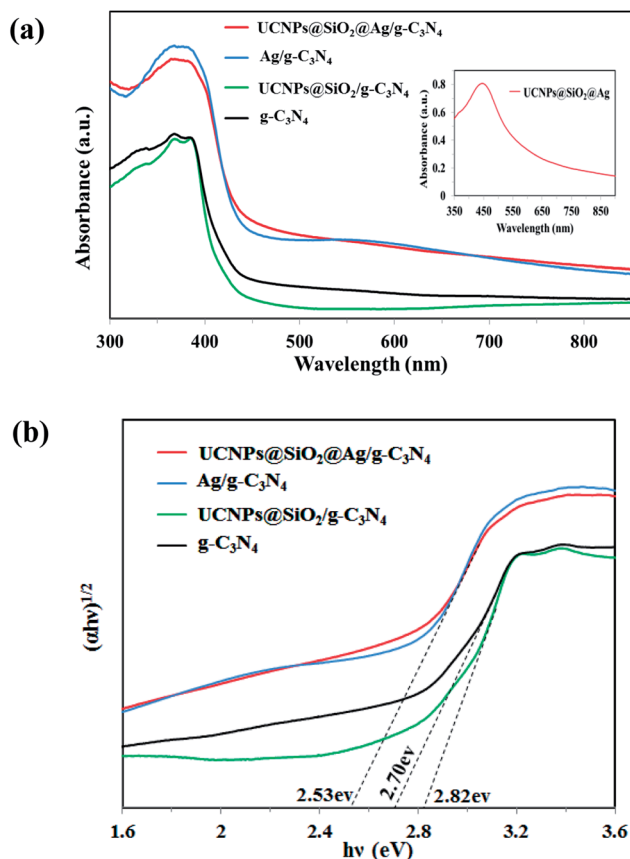 (a)
UCNPs@SiO₂@Ag/g-C₃N₄
Ag/g-C₃N₄
UCNPs@SiO₂/g-C₃N₄
g-C₃N₄
Absorbance (a.u.)
300 400 500 600 700 800
Wavelength (nm)
UCNPs@SiO₂@Ag
Absorbance (a.u.)
0.8
0.6
0.4
0.2
0
350 450 550 650 750 850
Wavelength (nm)
(b)
UCNPs@SiO₂@Ag/g-C₃N₄
Ag/g-C₃N₄
UCNPs@SiO₂/g-C₃N₄
g-C₃N₄
(αhν)¹/²
2.53ev
2.70ev
2.82ev
1.6 2 2.4 2.8 3.2 3.6
hν (eV)